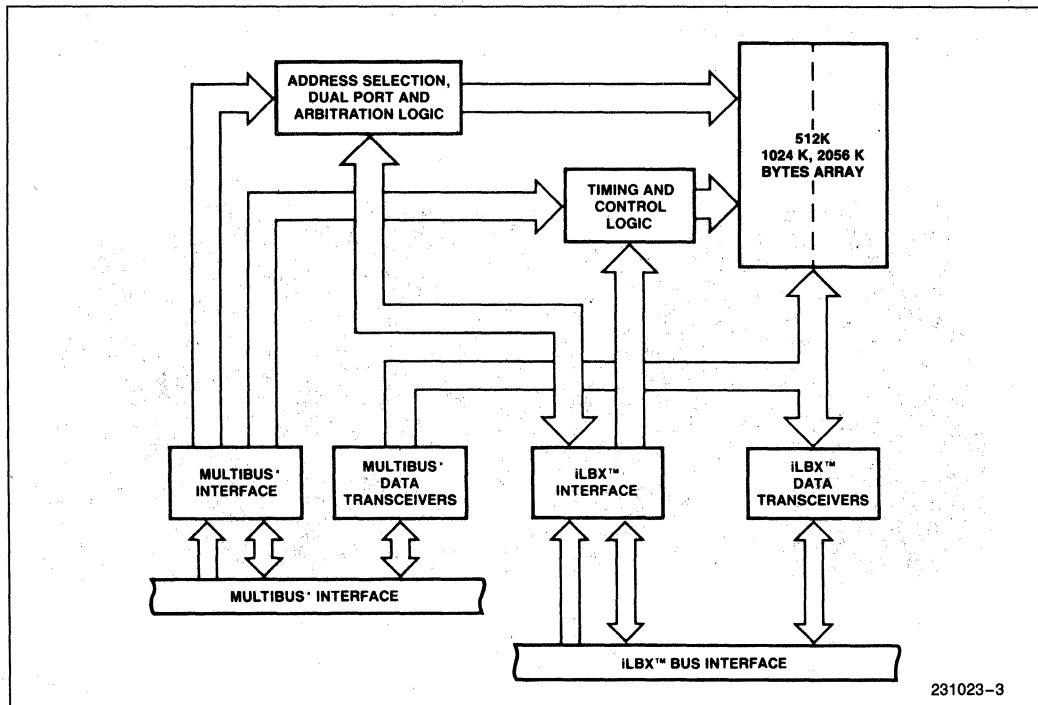 ADDRESS SELECTION,
DUAL PORT AND
ARBITRATION LOGIC
512K
1024 K, 2056 K
BYTES ARRAY
TIMING AND
CONTROL
LOGIC
MULTIBUS*
INTERFACE
MULTIBUS*
DATA
TRANSCEIVERS
iLBX™
INTERFACE
iLBX™
DATA
TRANSCEIVERS
MULTIBUS* INTERFACE
iLBX™ BUS INTERFACE
231023-3